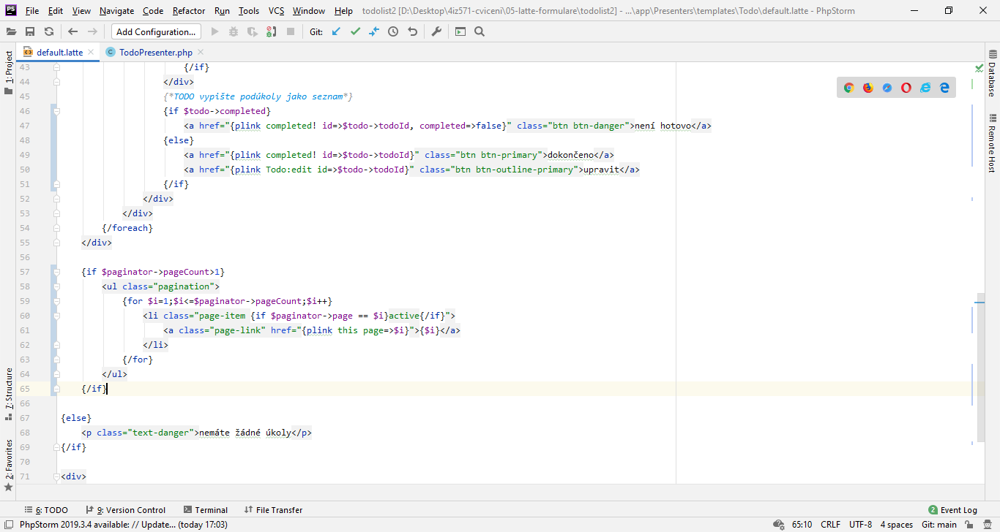 PS File Edit View Navigate Code Refactor Run Tools VCS Window Help todolist2 [D:\Desktop\4iz571-cviceni\05-latte-formulare\todolist2] - ...\app\Presenters\templates\Todo\default.latte - PhpStorm
Add Configuration... Git:
default.latte C TodoPresenter.php
1: Project
7: Structure
2: Favorites
Database
Remote Host
43 {/if}
44 </div>
45 {*TODO vypište podúkoly jako seznam*}
46 {if $todo->completed}
47 <a href="{plink completed! id=>$todo->todoId, completed=>false}" class="btn btn-danger">není hotovo</a>
48 {else}
49 <a href="{plink completed! id=>$todo->todoId}" class="btn btn-primary">dokončeno</a>
50 <a href="{plink Todo:edit id=>$todo->todoId}" class="btn btn-outline-primary">upravit</a>
51 {/if}
52 </div>
53 </div>
54 {/foreach}
55 </div>
56
57 {if $paginator->pageCount>1}
58 <ul class="pagination">
59 {for $i=1;$i<=$paginator->pageCount;$i++}
60 <li class="page-item {if $paginator->page == $i}active{/if}">
61 <a class="page-link" href="{plink this page=>$i}">{$i}</a>
62 </li>
63 {/for}
64 </ul>
65 {/if}
66
67 {else}
68 <p class="text-danger">nemáte žádné úkoly</p>
69 {/if}
70
71 <div>
6: TODO 9: Version Control Terminal File Transfer 2 Event Log
PhpStorm 2019.3.4 available: // Update... (today 17:03) 65:10 CRLF UTF-8 4 spaces Git: main